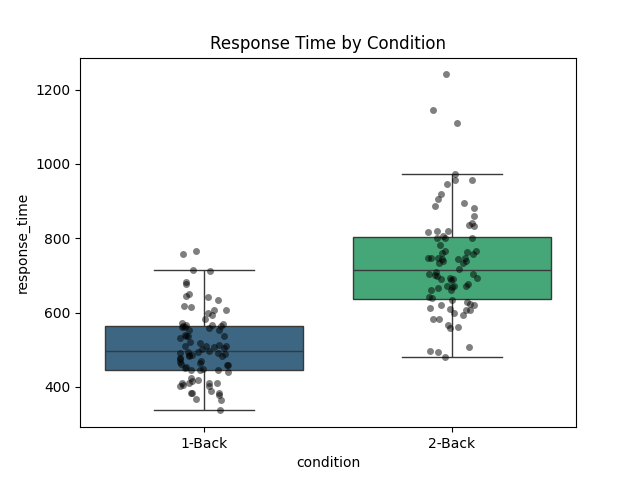 Response Time by Condition
1200
1000
800
600
400
response_time
1-Back
2-Back
condition